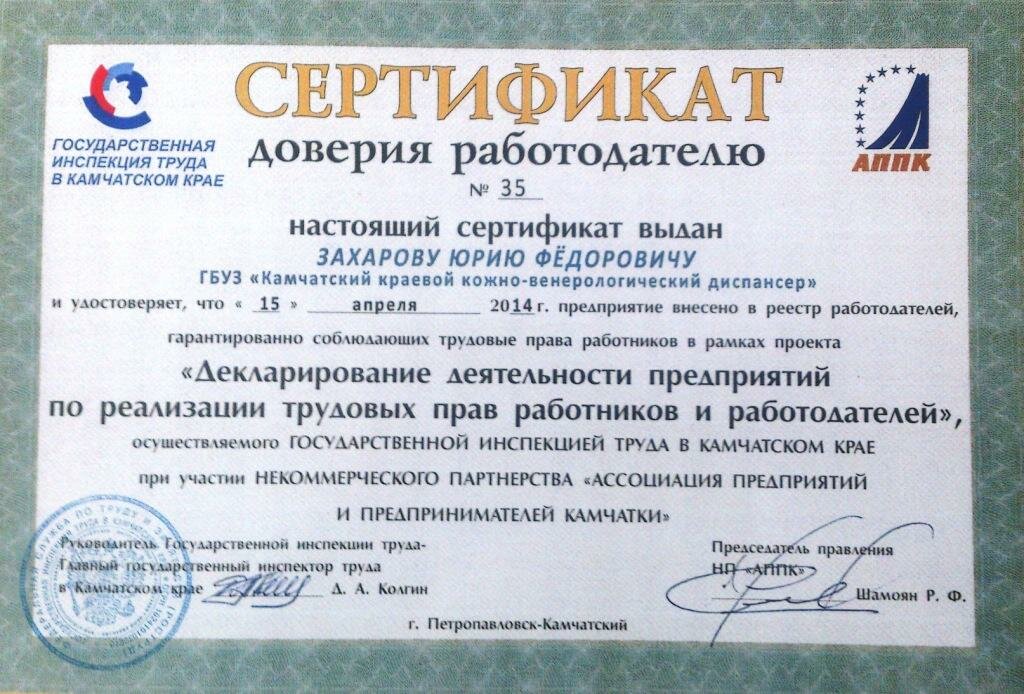 СЕРТИФИКАТ
доверия работодателю
№ 35
ГОСУДАРСТВЕННАЯ
ИНСПЕКЦИЯ ТРУДА
В КАМЧАТСКОМ КРАЕ
АППК
настоящий сертификат выдан
ЗАХАРОВУ ЮРИЮ ФЁДОРОВИЧУ
ГБУЗ «Камчатский краевой кожно-венерологический диспансер»
и удостоверяет, что « 15 » апреля 2014 г. предприятие внесено в реестр работодателей,
гарантированно соблюдающих трудовые права работников в рамках проекта
«Декларирование деятельности предприятий
по реализации трудовых прав работников и работодателей»,
осуществляемого ГОСУДАРСТВЕННОЙ ИНСПЕКЦИЕЙ ТРУДА В КАМЧАТСКОМ КРАЕ
при участии НЕКОММЕРЧЕСКОГО ПАРТНЕРСТВА «АССОЦИАЦИЯ ПРЕДПРИЯТИЙ
И ПРЕДПРИНИМАТЕЛЕЙ КАМЧАТКИ»
Руководитель Государственной инспекции труда-
Главный государственный инспектор труда
в Камчатском крае Д. А. Колгин
Председатель правления
НП «АППК»
Шамоян Р. Ф.
г. Петропавловск-Камчатский